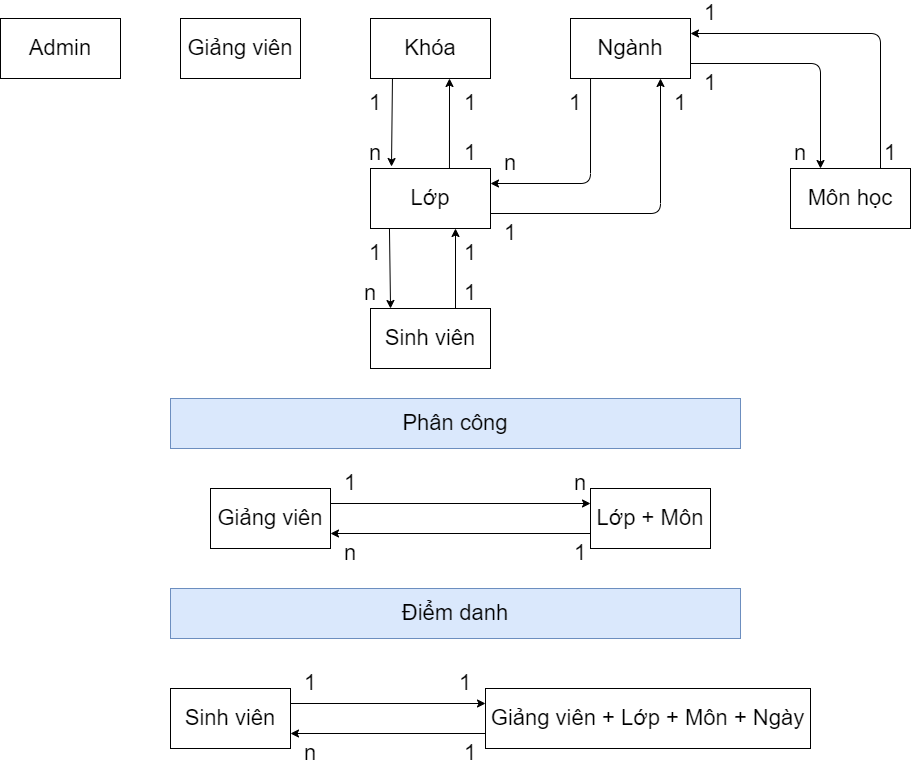 1
Admin
Giảng viên
Khóa
Ngành
1
1
1
1
1
n
1
n
n
1
Lớp
Môn học
1
1
1
n
1
Sinh viên
Phân công
1
n
Giảng viên
Lớp + Môn
n
1
Điểm danh
1
1
Sinh viên
Giảng viên + Lớp + Môn + Ngày
n
1